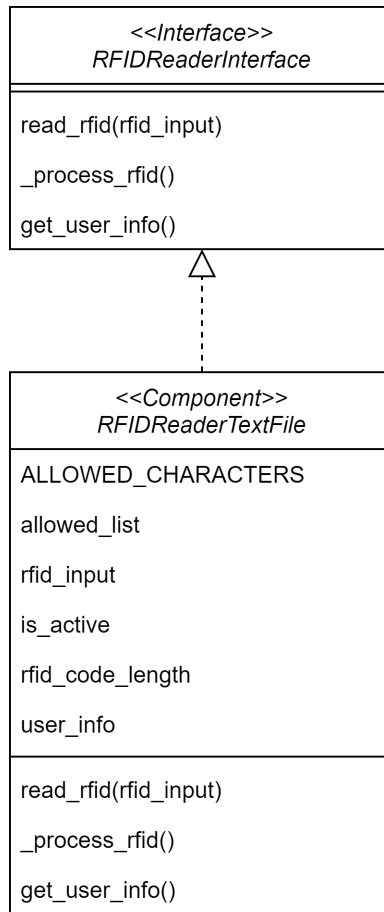 <<Interface>>
RFIDReaderInterface
read_rfid(rfid_input)
_process_rfid()
get_user_info()
<<Component>>
RFIDReaderTextFile
ALLOWED_CHARACTERS
allowed_list
rfid_input
is_active
rfid_code_length
user_info
read_rfid(rfid_input)
_process_rfid()
get_user_info()